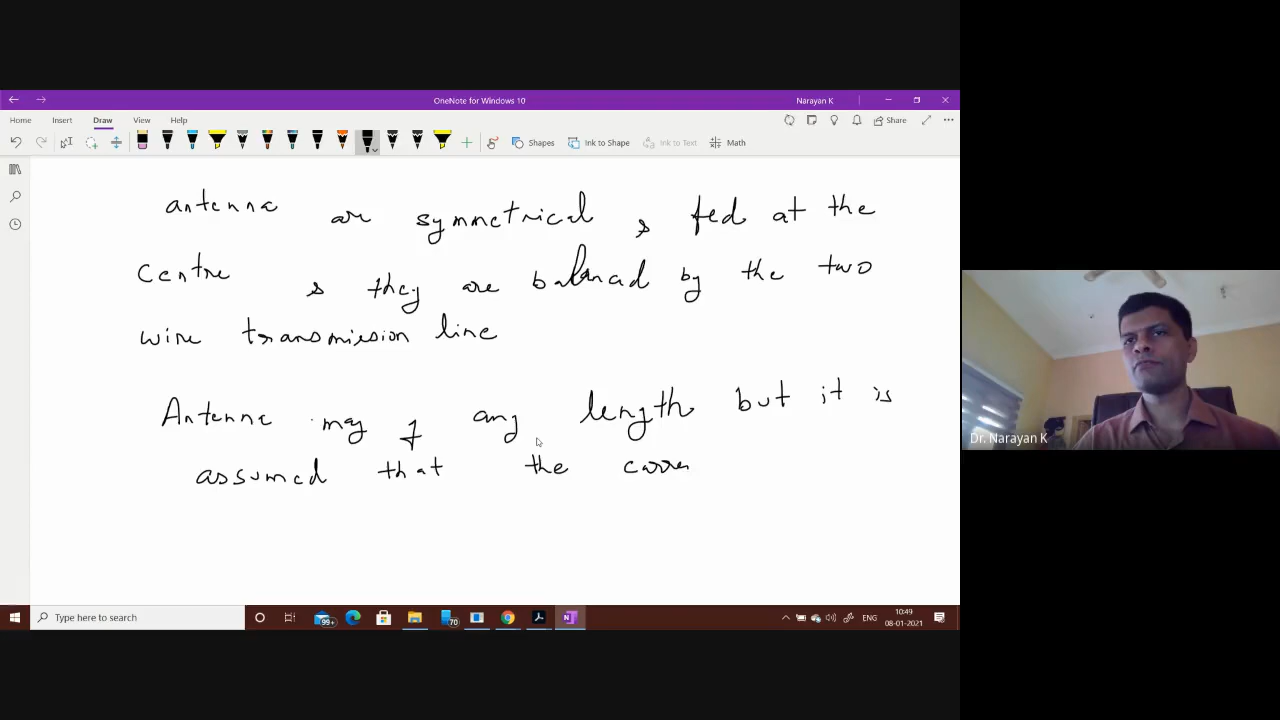 OneNote for Windows 10
Narayan K
Home Insert Draw View Help
Share
Shapes Ink to Shape Ink to Text Math
antenna are symmetrical & fed at the
centre & they are balanced by the two
wire transmission line
Antenna may of any length but it is
assumed that the curre
Dr. Narayan K
Type here to search
99+
70
ENG
10:49
08-01-2021